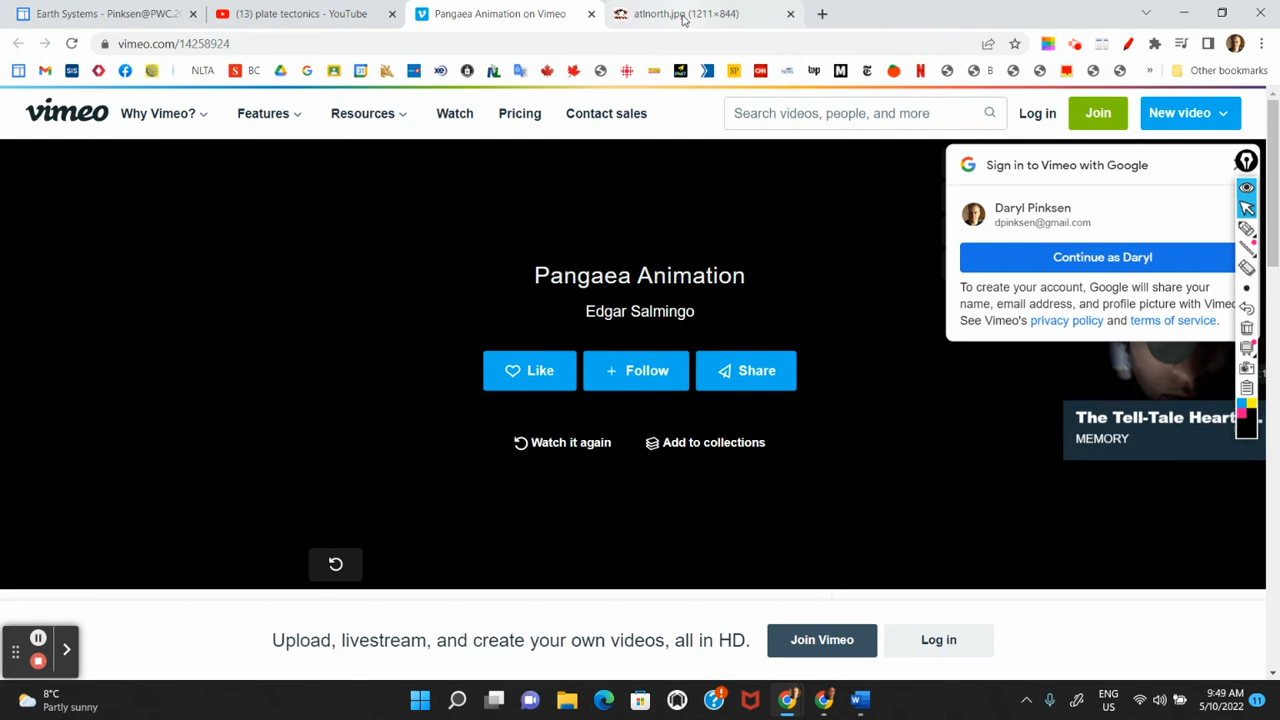 Earth Systems - Pinksen@PWC.20
(13) plate tectonics - YouTube
Pangaea Animation on Vimeo
atlnorth.jpg (1211×844)
vimeo.com/14258924
NLTA
BC
B
Other bookmarks
vimeo
Why Vimeo?
Features
Resources
Watch
Pricing
Contact sales
Search videos, people, and more
Log in
Join
New video
Sign in to Vimeo with Google
Daryl Pinksen
dpinksen@gmail.com
Continue as Daryl
To create your account, Google will share your
name, email address, and profile picture with Vimeo
See Vimeo's privacy policy and terms of service.
Pangaea Animation
Edgar Salmingo
Like
Follow
Share
Watch it again
Add to collections
The Tell-Tale Heart
MEMORY
Upload, livestream, and create your own videos, all in HD.
Join Vimeo
Log in
8°C
Partly sunny
ENG
US
9:49 AM
5/10/2022